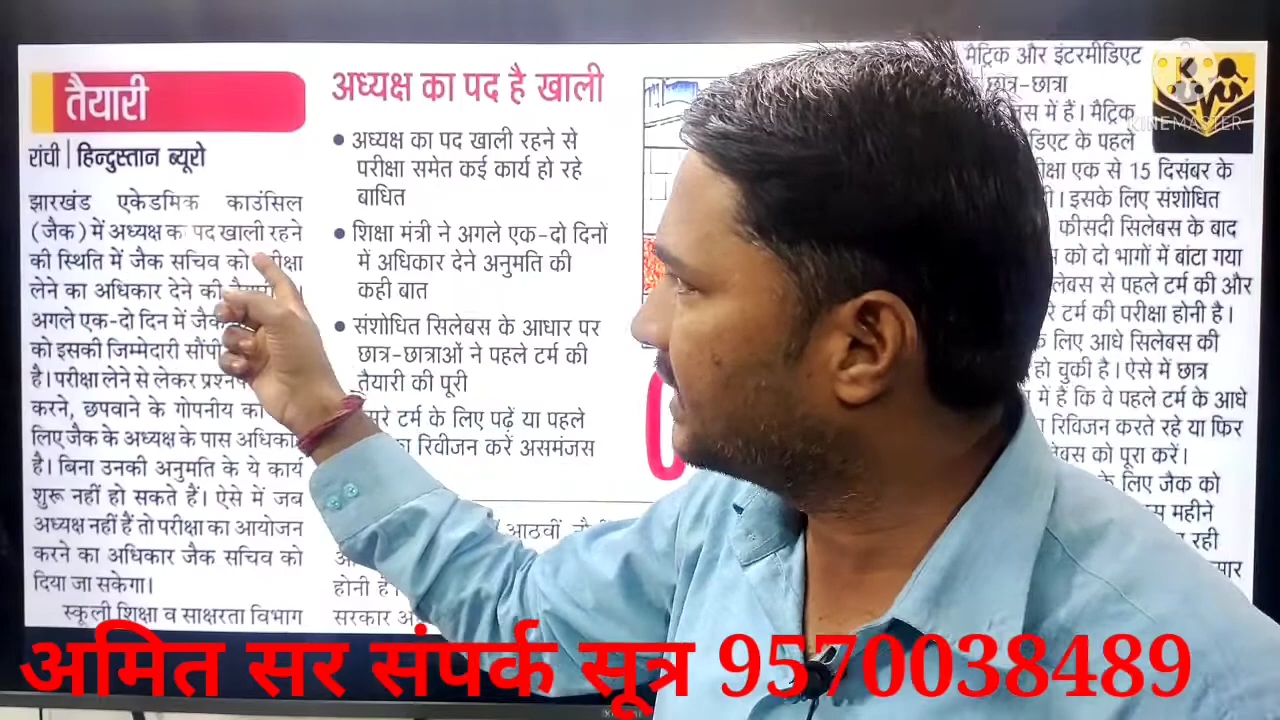 तैयारी
रांची | हिन्दुस्तान ब्यूरो
झारखंड एकेडमिक काउंसिल
(जैक) में अध्यक्ष का पद खाली रहने
की स्थिति में जैक सचिव को
लेने का अधिकार देने की
अगले एक-दो दिन में जैक
को इसकी जिम्मेदारी
है। परीक्षा लेने से लेकर
करने, छपवाने के गोपनीय
लिए जैक के अध्यक्ष के पास
है। बिना उनकी अनुमति के ये कार्य
शुरू नहीं हो सकते हैं। ऐसे में जब
अध्यक्ष नहीं हैं तो परीक्षा का आयोजन
करने का अधिकार जैक सचिव को
दिया जा सकेगा।
स्कूली शिक्षा व साक्षरता विभाग
अध्यक्ष का पद है खाली
• अध्यक्ष का पद खाली रहने से
परीक्षा समेत कई कार्य हो रहे
बाधित
• शिक्षा मंत्री ने अगले एक-दो दिनों
में अधिकार देने अनुमति की
कही बात
• संशोधित सिलेबस के आधार पर
छात्र-छात्राओं ने पहले टर्म की
तैयारी की पूरी
टर्म के लिए पढ़ें या पहले
रिवीजन करें असमंजस
आठवीं
होनी है।
सरकार
मैट्रिक और इंटरमीडिएट
छात्र-छात्रा
में हैं। मैट्रिक
के पहले
एक से 15 दिसंबर के
। इसके लिए संशोधित
फीसदी सिलेबस के बाद
को दो भागों में बांटा गया
से पहले टर्म की और
टर्म की परीक्षा होनी है।
लिए आधे सिलेबस की
हो चुकी है। ऐसे में छात्र
में हैं कि वे पहले टर्म के आधे
रिविजन करते रहे या फिर
को पूरा करें।
के लिए जैक को
महीने
रही
KINEMASTER
अमित सर संपर्क सूत्र 9570038489